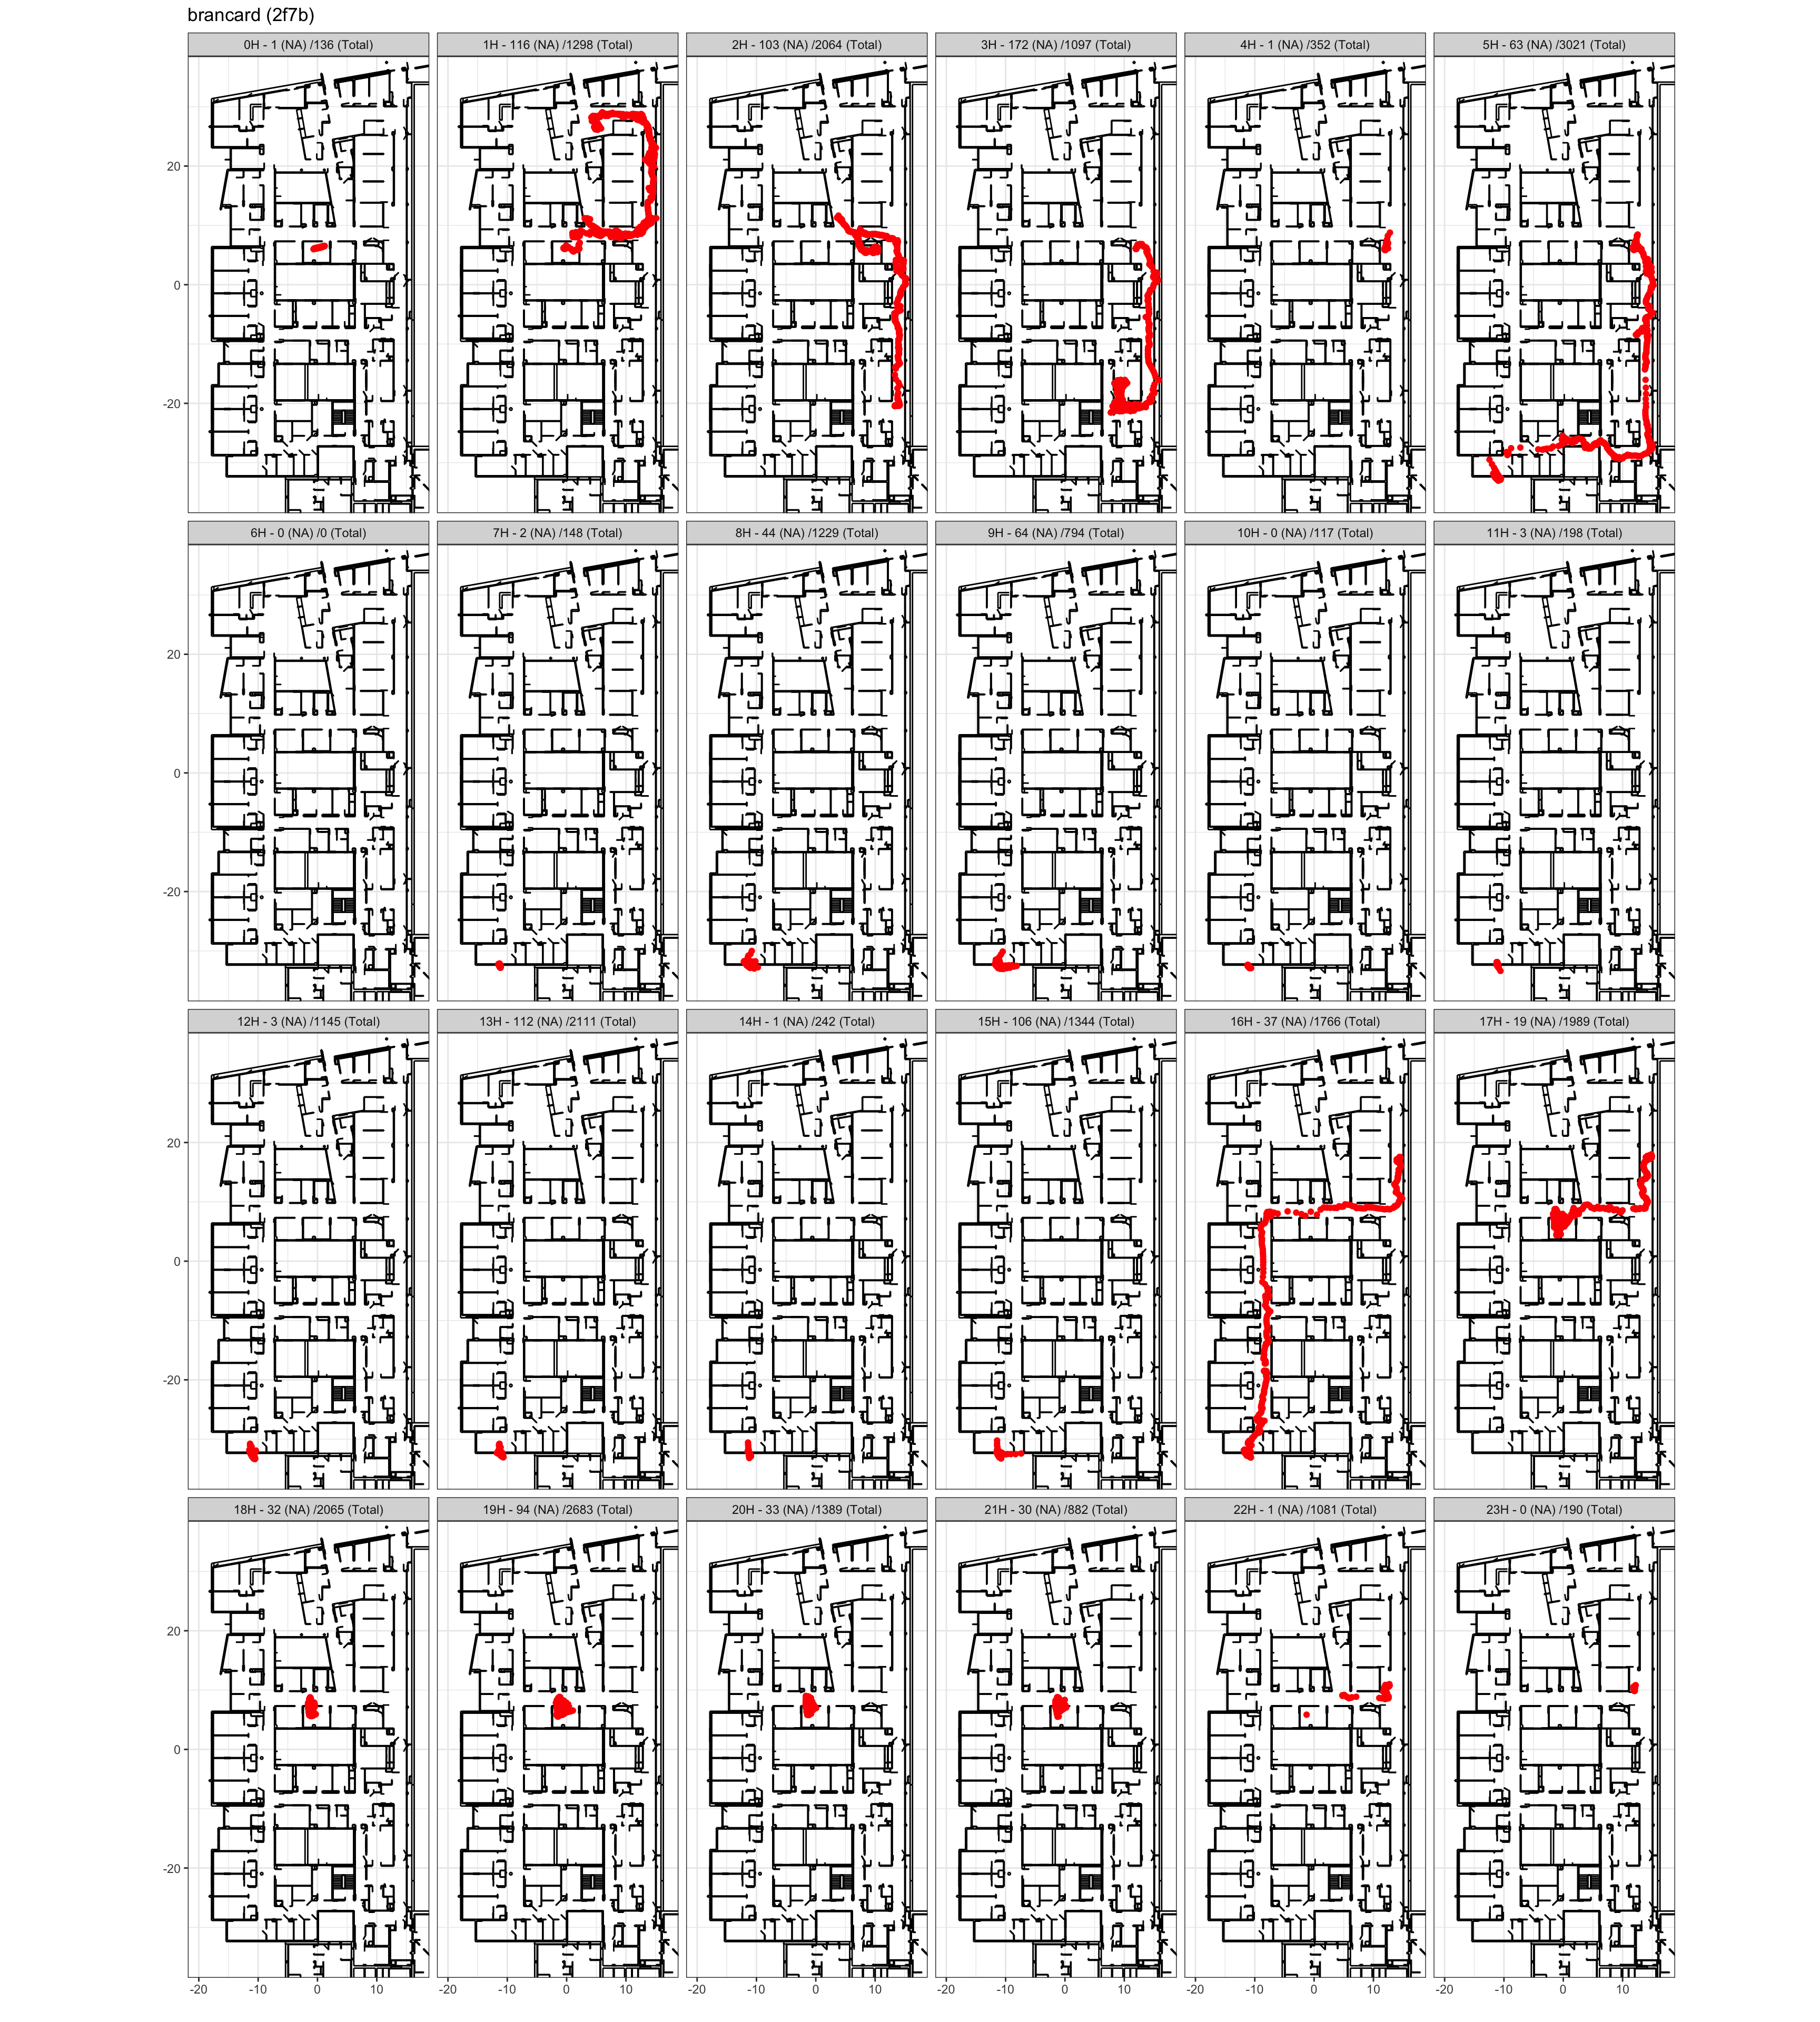 brancard (2f7b)
0H - 1 (NA) /136 (Total)
1H - 116 (NA) /1298 (Total)
2H - 103 (NA) /2064 (Total)
3H - 172 (NA) /1097 (Total)
4H - 1 (NA) /352 (Total)
5H - 63 (NA) /3021 (Total)
20
0
-20
6H - 0 (NA) /0 (Total)
7H - 2 (NA) /148 (Total)
8H - 44 (NA) /1229 (Total)
9H - 64 (NA) /794 (Total)
10H - 0 (NA) /117 (Total)
11H - 3 (NA) /198 (Total)
20
0
-20
12H - 3 (NA) /1145 (Total)
13H - 112 (NA) /2111 (Total)
14H - 1 (NA) /242 (Total)
15H - 106 (NA) /1344 (Total)
16H - 37 (NA) /1766 (Total)
17H - 19 (NA) /1989 (Total)
20
0
-20
18H - 32 (NA) /2065 (Total)
19H - 94 (NA) /2683 (Total)
20H - 33 (NA) /1389 (Total)
21H - 30 (NA) /882 (Total)
22H - 1 (NA) /1081 (Total)
23H - 0 (NA) /190 (Total)
20
0
-20
-20 -10 0 10
-20 -10 0 10
-20 -10 0 10
-20 -10 0 10
-20 -10 0 10
-20 -10 0 10